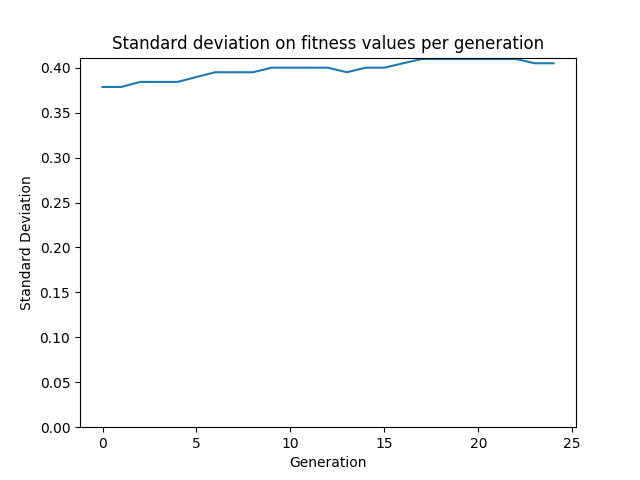 Standard deviation on fitness values per generation
0.40
0.35
0.30
0.25
0.20
0.15
0.10
0.05
0.00
Standard Deviation
0 5 10 15 20 25
Generation